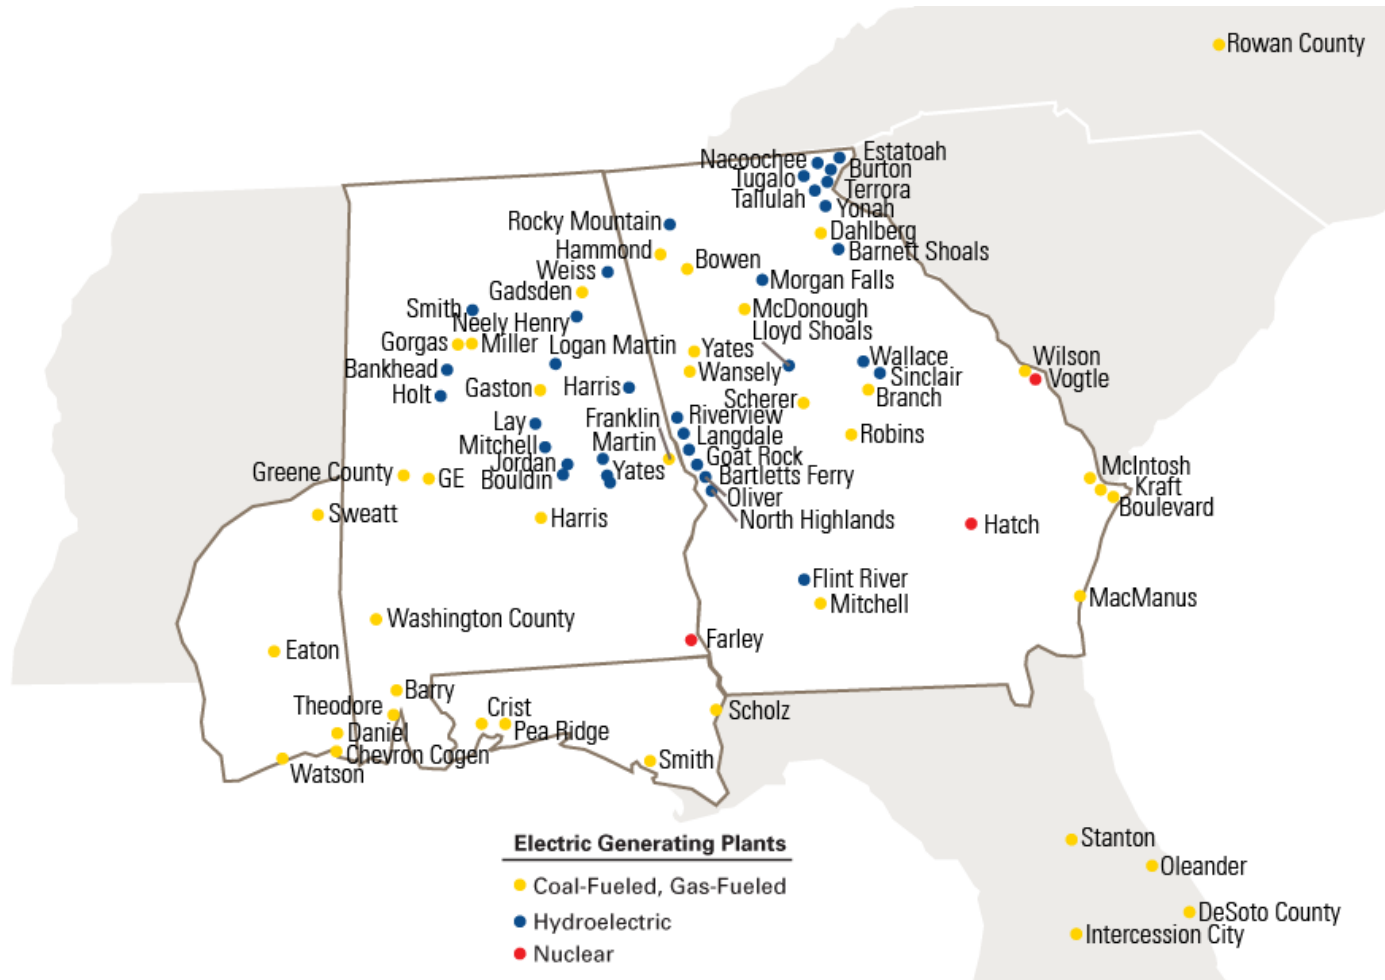 Rowan County
Estatoah
Nacoochee
Burton
Tugalo
Terrora
Tallulah
Yonah
Rocky Mountain
Dahlberg
Hammond
Barnett Shoals
Bowen
Weiss
Morgan Falls
Gadsden
Smith
McDonough
Neely Henry
Lloyd Shoals
Gorgas
Miller
Logan Martin
Yates
Wallace
Wilson
Bankhead
Wansely
Sinclair
Vogtle
Holt
Gaston
Harris
Scherer
Branch
Franklin
Riverview
Lay
Langdale
Robins
Mitchell
Martin
Goat Rock
Jordan
Yates
Bartletts Ferry
McIntosh
Greene County
GE
Bouldin
Oliver
Kraft
Boulevard
Sweatt
Harris
North Highlands
Hatch
Flint River
Mitchell
MacManus
Washington County
Farley
Eaton
Barry
Theodore
Crist
Scholz
Daniel
Pea Ridge
Chevron Cogen
Smith
Watson
Stanton
Oleander
DeSoto County
Intercession City
Electric Generating Plants
Coal-Fueled, Gas-Fueled
Hydroelectric
Nuclear